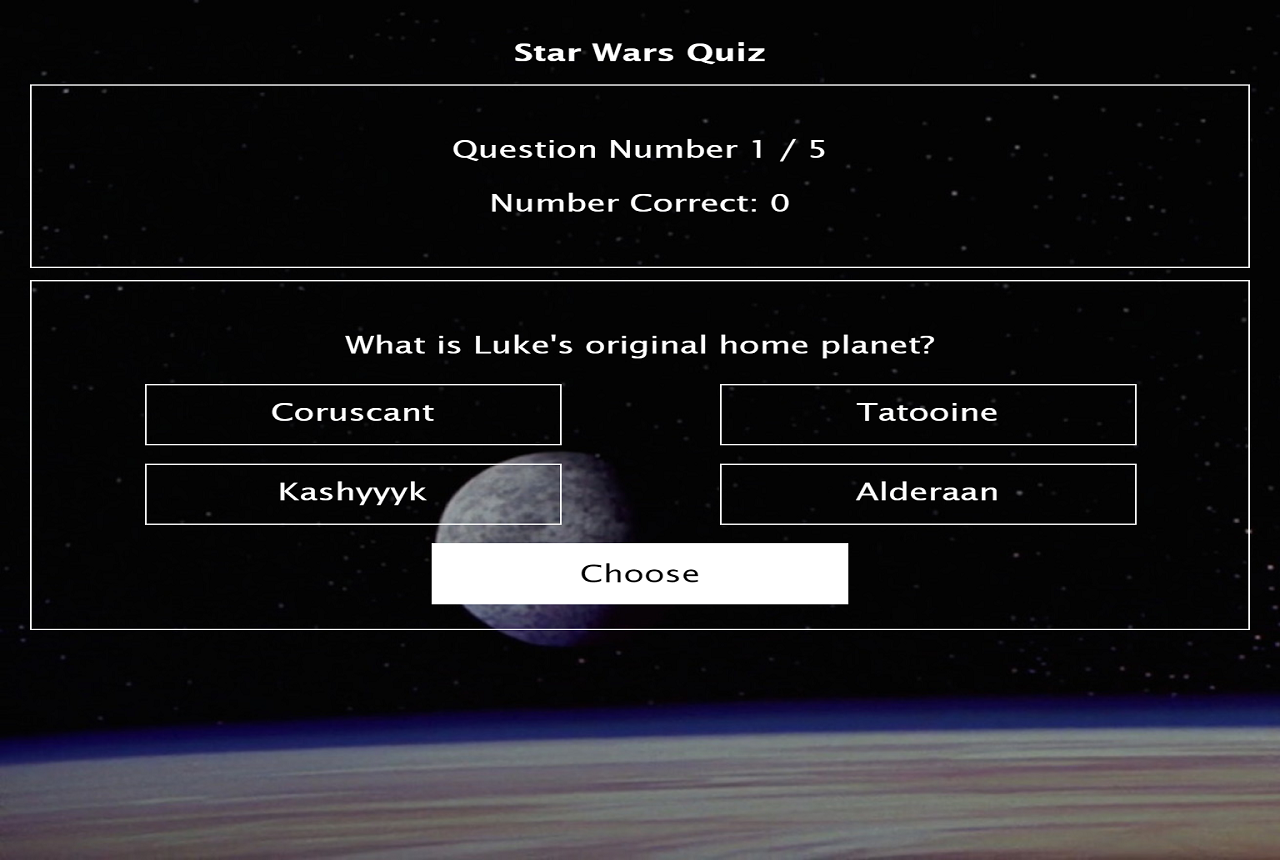 Star Wars Quiz
Question Number 1 / 5
Number Correct: 0
What is Luke's original home planet?
Coruscant
Tatooine
Kashyyyk
Alderaan
Choose